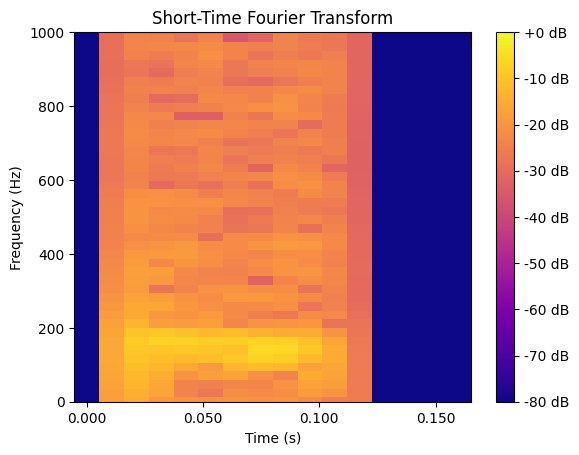 Short-Time Fourier Transform
Frequency (Hz)
1000
800
600
400
200
0
0.000
0.050
0.100
0.150
Time (s)
+0 dB
-10 dB
-20 dB
-30 dB
-40 dB
-50 dB
-60 dB
-70 dB
-80 dB